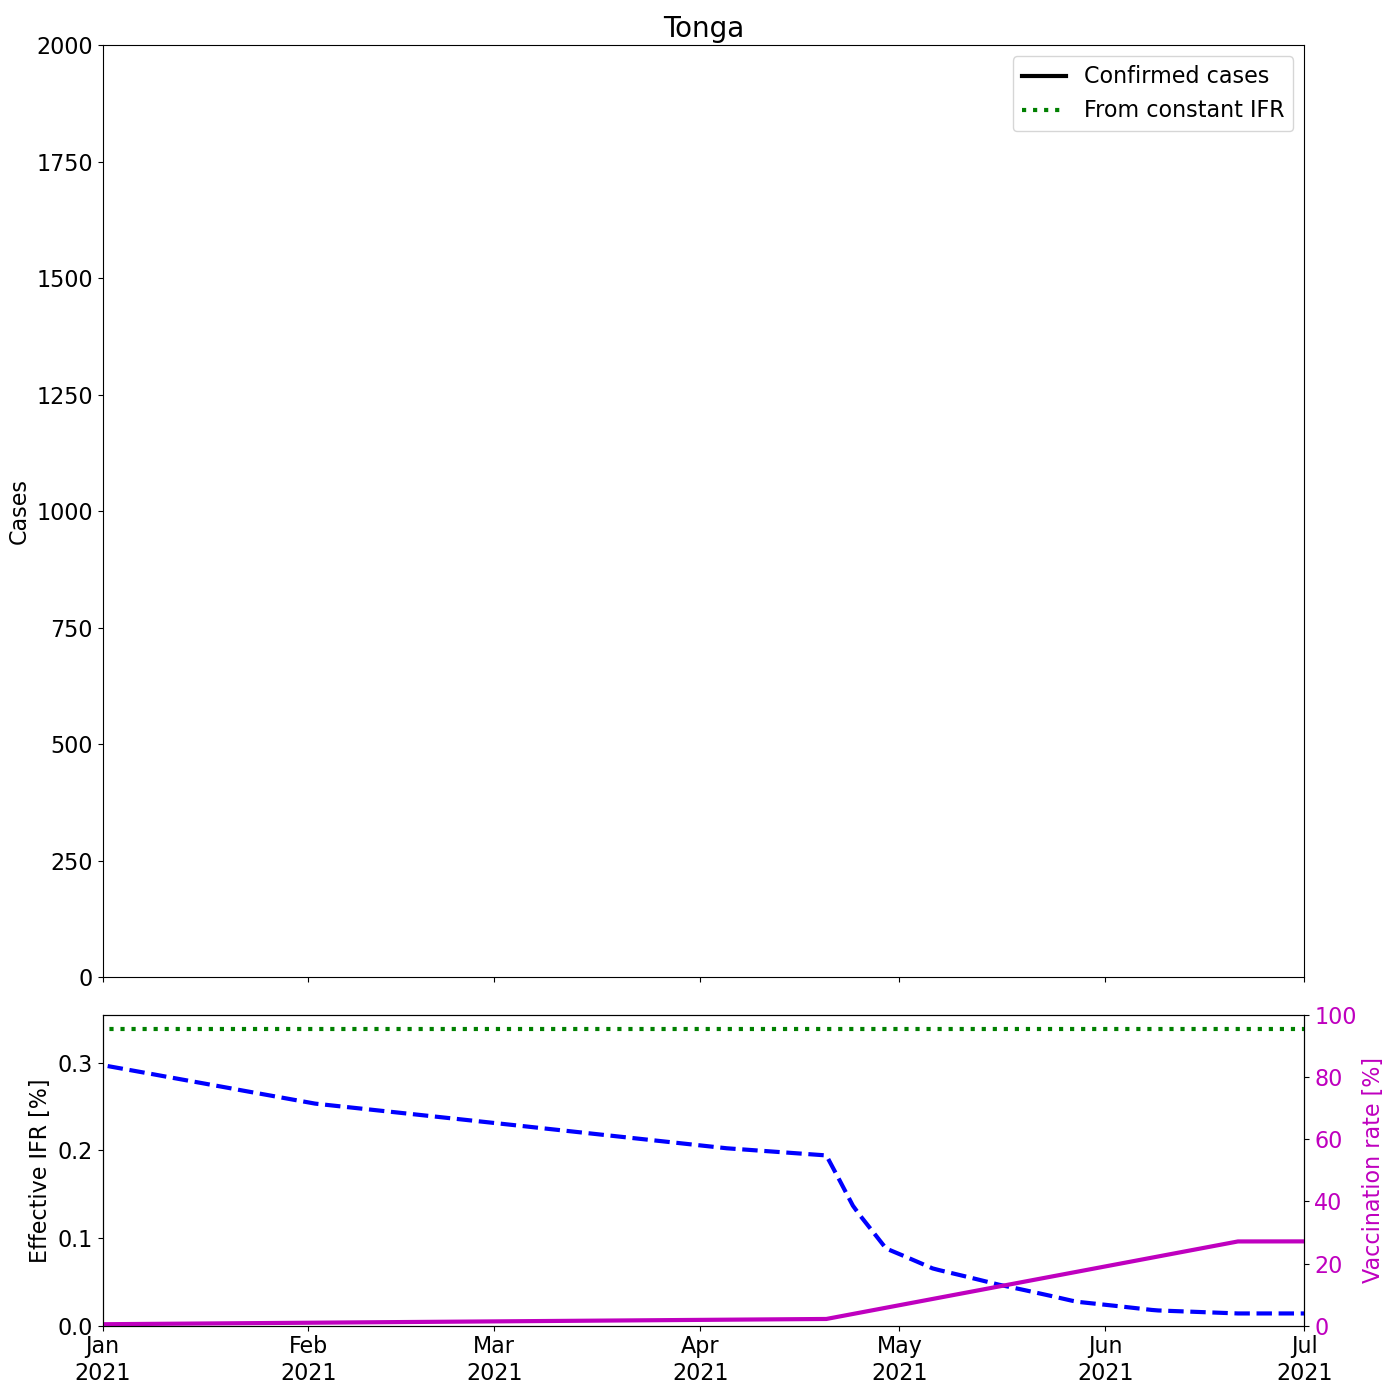 Tonga
2000
1750
1500
1250
1000
750
500
250
0
Cases
Confirmed cases
From constant IFR
0.3
0.2
0.1
0.0
Effective IFR [%]
100
80
60
40
20
0
Vaccination rate [%]
Jan
2021
Feb
2021
Mar
2021
Apr
2021
May
2021
Jun
2021
Jul
2021